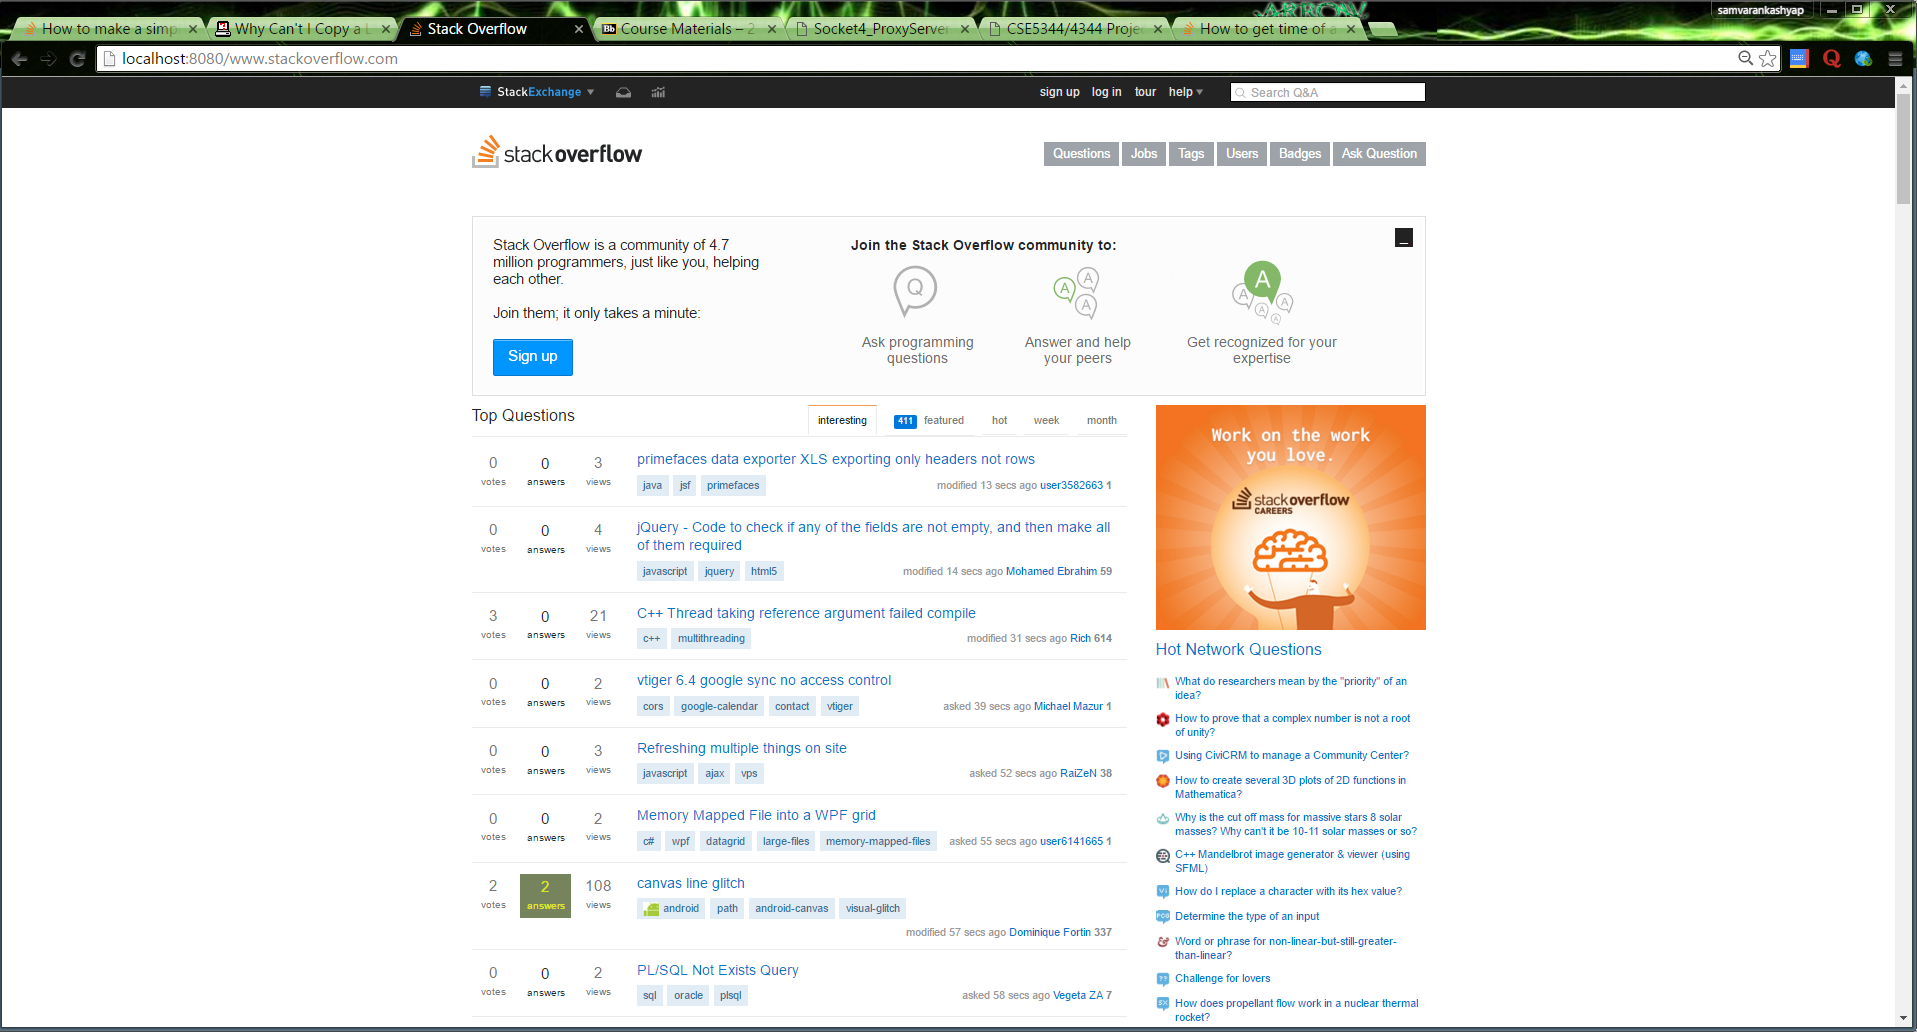 ARROW
samvarankashyap
How to make a simp
Why Can't I Copy a L
Stack Overflow
Bb Course Materials – 2
Socket4_ProxyServer
CSE5344/4344 Proje
How to get time of a
localhost:8080/www.stackoverflow.com
StackExchange
sign up log in tour help
Search Q&A
stackoverflow
Questions Jobs Tags Users Badges Ask Question
Stack Overflow is a community of 4.7
million programmers, just like you, helping
each other.
Join them; it only takes a minute:
Sign up
Join the Stack Overflow community to:
Q
A A A
A A A A A
Ask programming
questions
Answer and help
your peers
Get recognized for your
expertise
Top Questions
interesting 411 featured hot week month
0 votes 0 answers 3 views
primefaces data exporter XLS exporting only headers not rows
java jsf primefaces
modified 13 secs ago user3582663 1
0 votes 0 answers 4 views
jQuery - Code to check if any of the fields are not empty, and then make all
of them required
javascript jquery html5
modified 14 secs ago Mohamed Ebrahim 59
3 votes 0 answers 21 views
C++ Thread taking reference argument failed compile
c++ multithreading
modified 31 secs ago Rich 614
0 votes 0 answers 2 views
vtiger 6.4 google sync no access control
cors google-calendar contact vtiger
asked 39 secs ago Michael Mazur 1
0 votes 0 answers 3 views
Refreshing multiple things on site
javascript ajax vps
asked 52 secs ago RaiZeN 38
0 votes 0 answers 2 views
Memory Mapped File into a WPF grid
c# wpf datagrid large-files memory-mapped-files
asked 55 secs ago user6141665 1
2 votes 2 answers 108 views
canvas line glitch
android path android-canvas visual-glitch
modified 57 secs ago Dominique Fortin 337
0 votes 0 answers 2 views
PL/SQL Not Exists Query
sql oracle plsql
asked 58 secs ago Vegeta ZA 7
Work on the work
you love.
stackoverflow
CAREERS
Hot Network Questions
What do researchers mean by the "priority" of an
idea?
How to prove that a complex number is not a root
of unity?
Using CiviCRM to manage a Community Center?
How to create several 3D plots of 2D functions in
Mathematica?
Why is the cut off mass for massive stars 8 solar
masses? Why can't it be 10-11 solar masses or so?
C++ Mandelbrot image generator & viewer (using
SFML)
How do I replace a character with its hex value?
Determine the type of an input
Word or phrase for non-linear-but-still-greater-
than-linear?
Challenge for lovers
How does propellant flow work in a nuclear thermal
rocket?